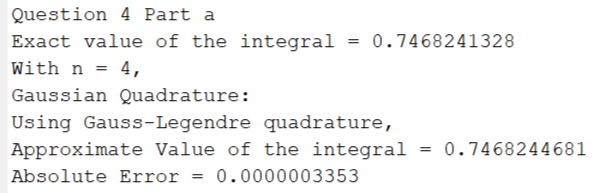 Question 4 Part a
Exact value of the integral = 0.7468241328
With n = 4,
Gaussian Quadrature:
Using Gauss-Legendre quadrature,
Approximate Value of the integral = 0.7468244681
Absolute Error = 0.0000003353